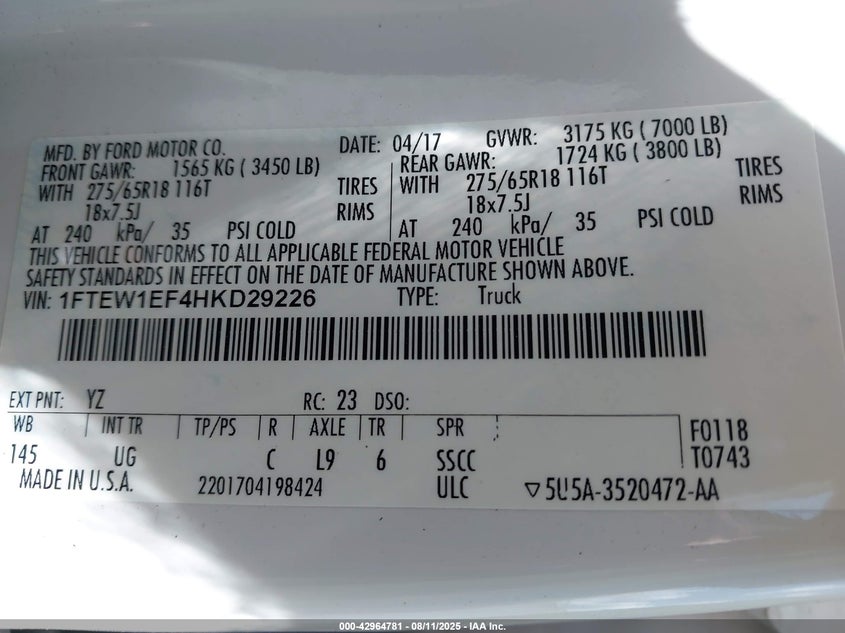 MFD. BY FORD MOTOR CO. DATE: 04/17 GVWR: 3175 KG ( 7000 LB)
FRONT GAWR: 1565 KG ( 3450 LB) REAR GAWR: 1724 KG ( 3800 LB)
WITH 275/65R18 116T TIRES WITH 275/65R18 116T TIRES
18x7.5J RIMS 18x7.5J RIMS
AT 240 kPa/ 35 PSI COLD AT 240 kPa/ 35 PSI COLD
THIS VEHICLE CONFORMS TO ALL APPLICABLE FEDERAL MOTOR VEHICLE
SAFETY STANDARDS IN EFFECT ON THE DATE OF MANUFACTURE SHOWN ABOVE.
VIN: 1FTEW1EF4HKD29226 TYPE: Truck
EXT PNT: YZ RC: 23 DSO:
WB INT TR TP/PS R AXLE TR SPR F0118
145 UG C L9 6 SSCC T0743
MADE IN U.S.A. 2201704198424 ULC ▽5U5A-3520472-AA
000-42964781 - 08/11/2025 - IAA Inc.